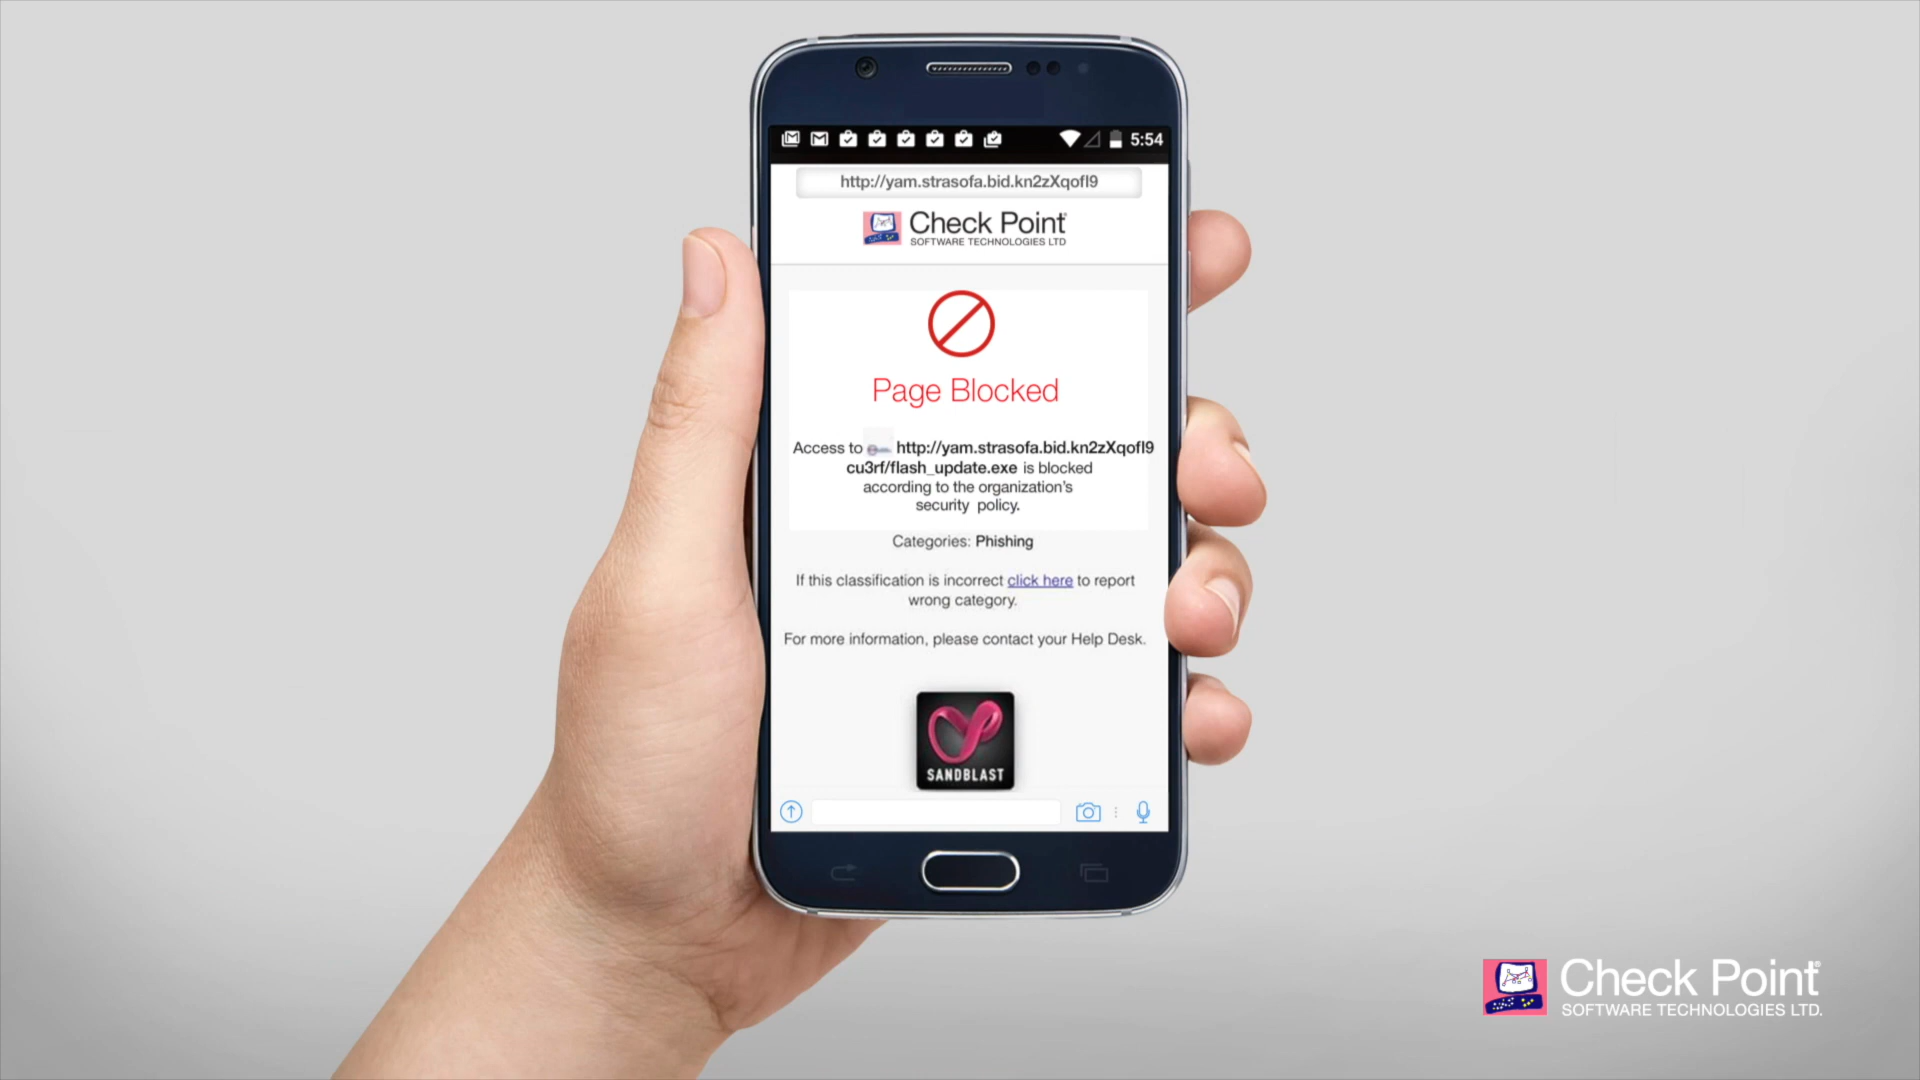 5:54
http://yam.strasofa.bid.kn2zXqofl9
Check Point
SOFTWARE TECHNOLOGIES LTD
Page Blocked
Access to http://yam.strasofa.bid.kn2zXqofl9
cu3rf/flash_update.exe is blocked
according to the organization's
security policy.
Categories: Phishing
If this classification is incorrect click here to report
wrong category.
For more information, please contact your Help Desk.
SANDBLAST
Check Point
SOFTWARE TECHNOLOGIES LTD.